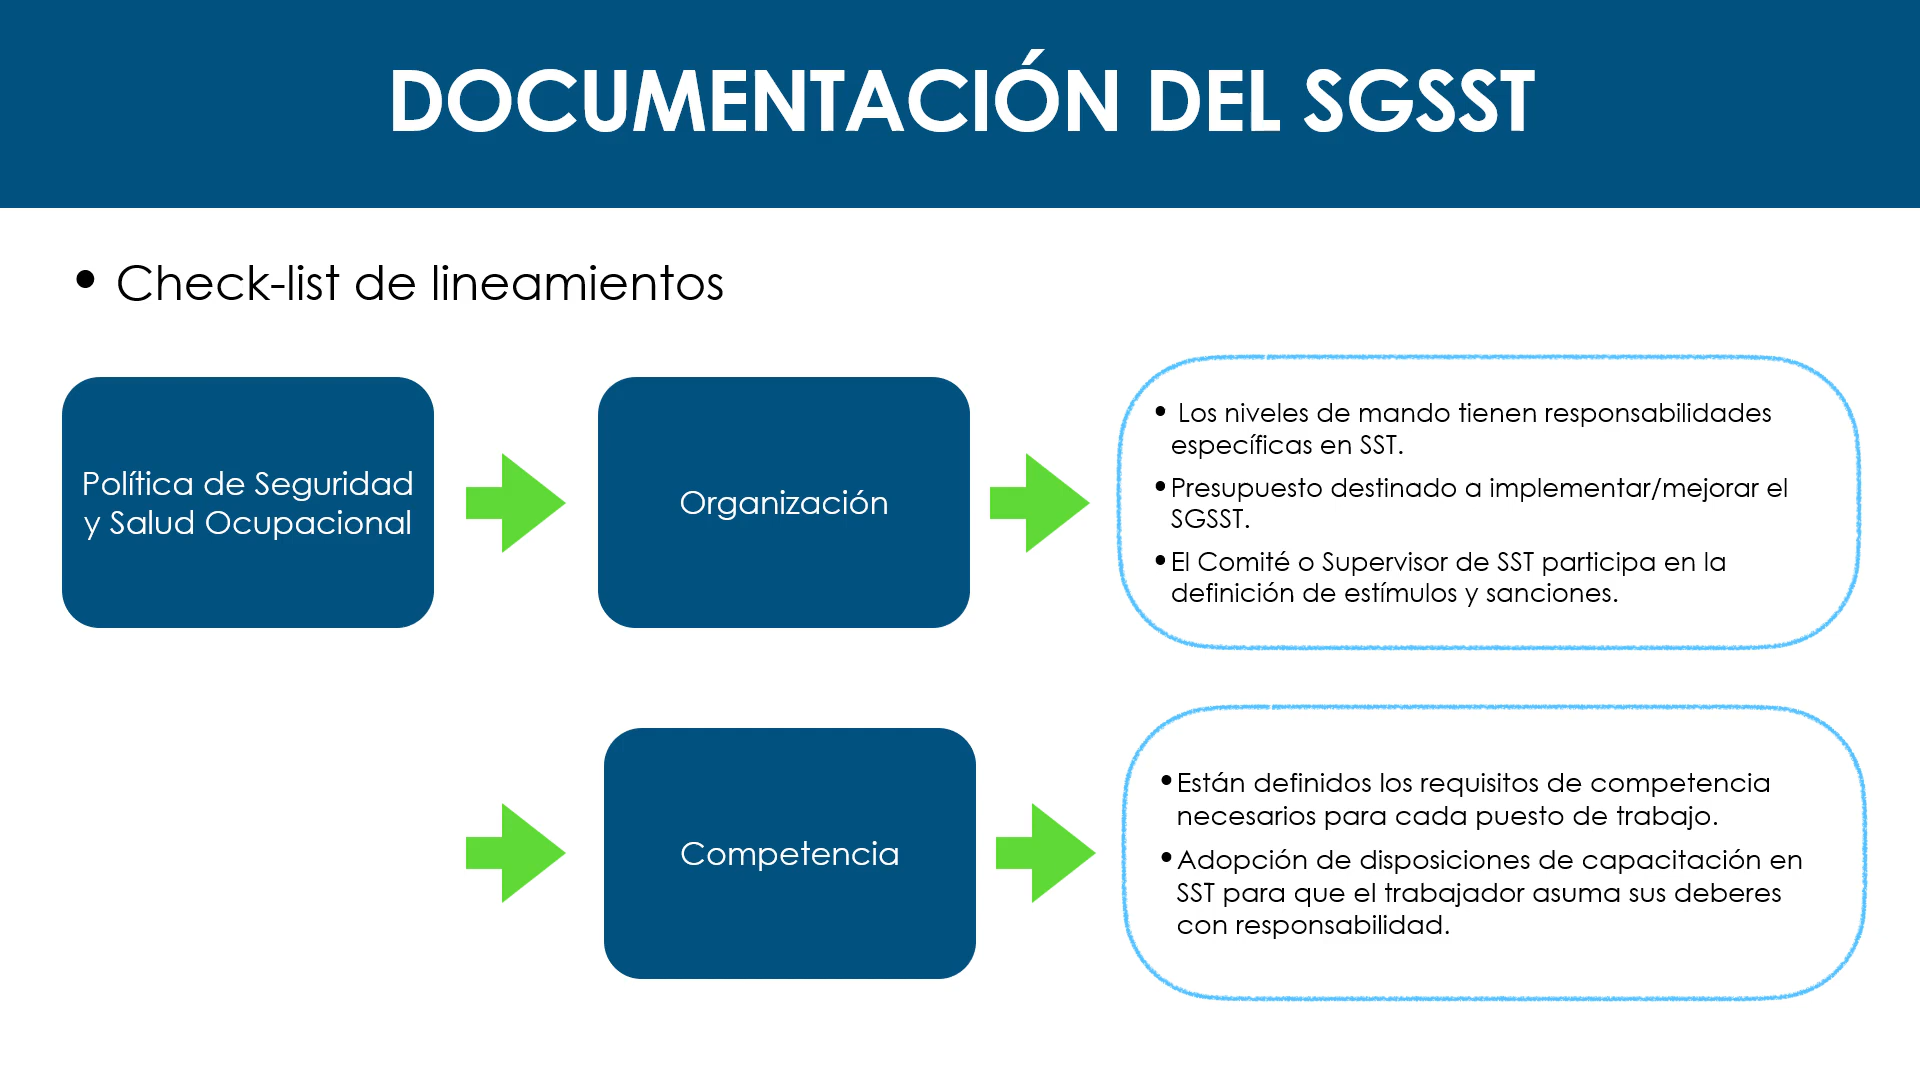 DOCUMENTACIÓN DEL SGSST
• Check-list de lineamientos
Política de Seguridad
y Salud Ocupacional
Organización
• Los niveles de mando tienen responsabilidades
específicas en SST.
• Presupuesto destinado a implementar/mejorar el
SGSST.
• El Comité o Supervisor de SST participa en la
definición de estímulos y sanciones.
Competencia
• Están definidos los requisitos de competencia
necesarios para cada puesto de trabajo.
• Adopción de disposiciones de capacitación en
SST para que el trabajador asuma sus deberes
con responsabilidad.